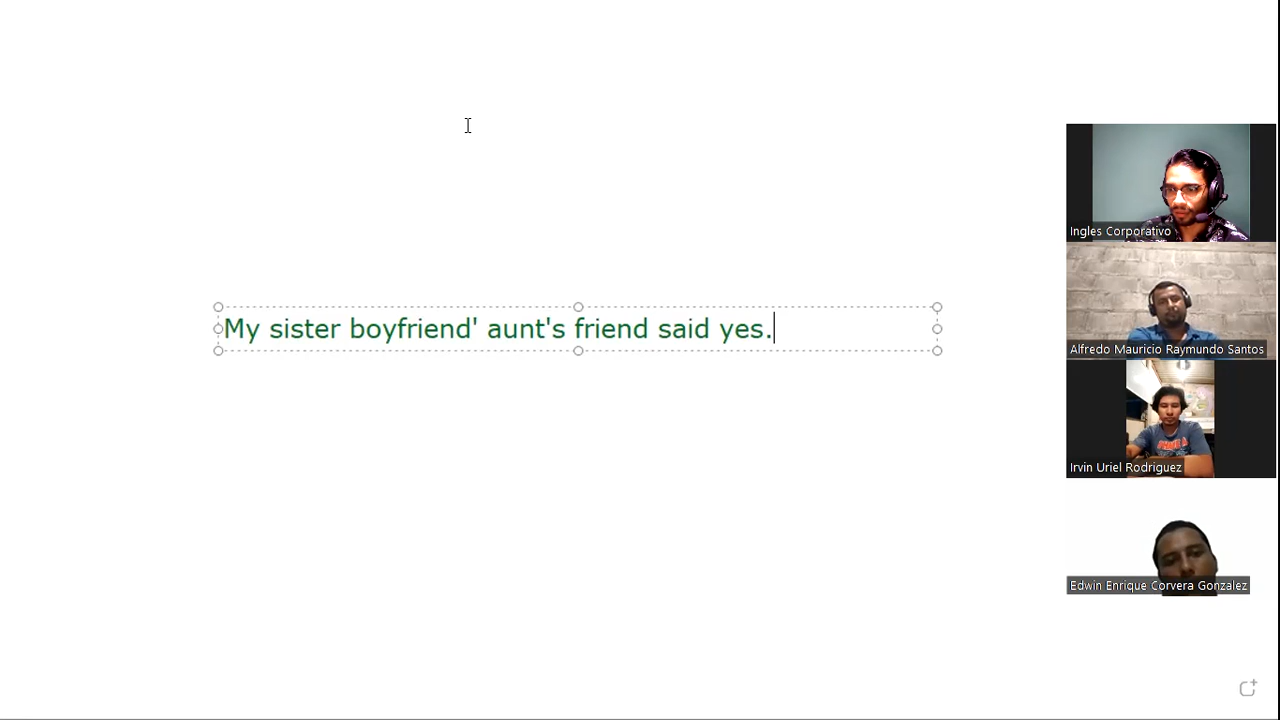 My sister boyfriend' aunt's friend said yes.
Ingles Corporativo
Alfredo Mauricio Raymundo Santos
Irvin Uriel Rodriguez
Edwin Enrique Corvera Gonzalez